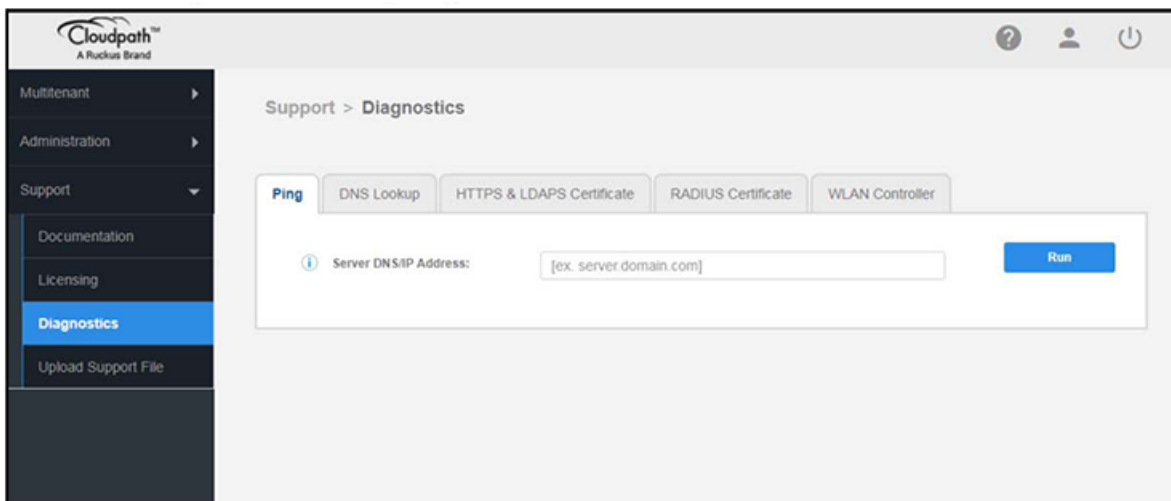 Cloudpath™
A Ruckus Brand
Multitenant
Administration
Support
Documentation
Licensing
Diagnostics
Upload Support File
Support > Diagnostics
Ping
DNS Lookup
HTTPS & LDAPS Certificate
RADIUS Certificate
WLAN Controller
Server DNS/IP Address:
[ex. server.domain.com]
Run